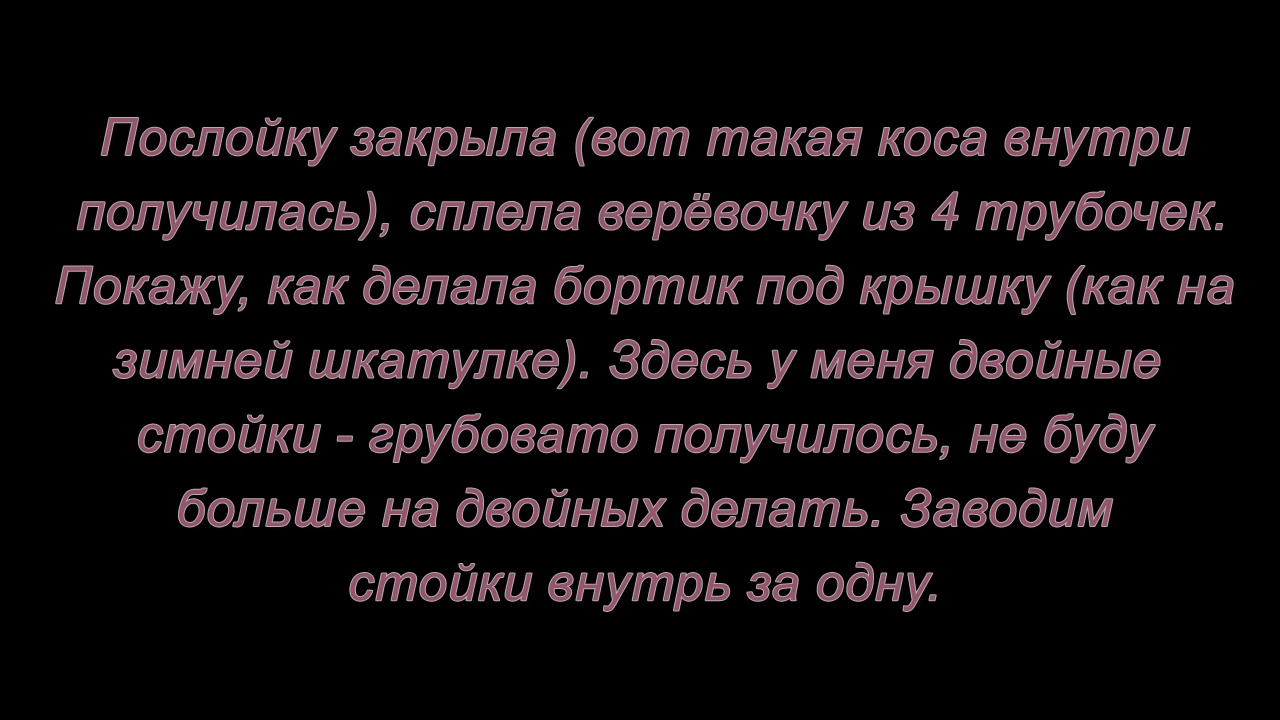 Послойку закрыла (вот такая коса внутри
получилась), сплела верёвочку из 4 трубочек.
Покажу, как делала бортик под крышку (как на
зимней шкатулке). Здесь у меня двойные
стойки - грубовато получилось, не буду
больше на двойных делать. Заводим
стойки внутрь за одну.